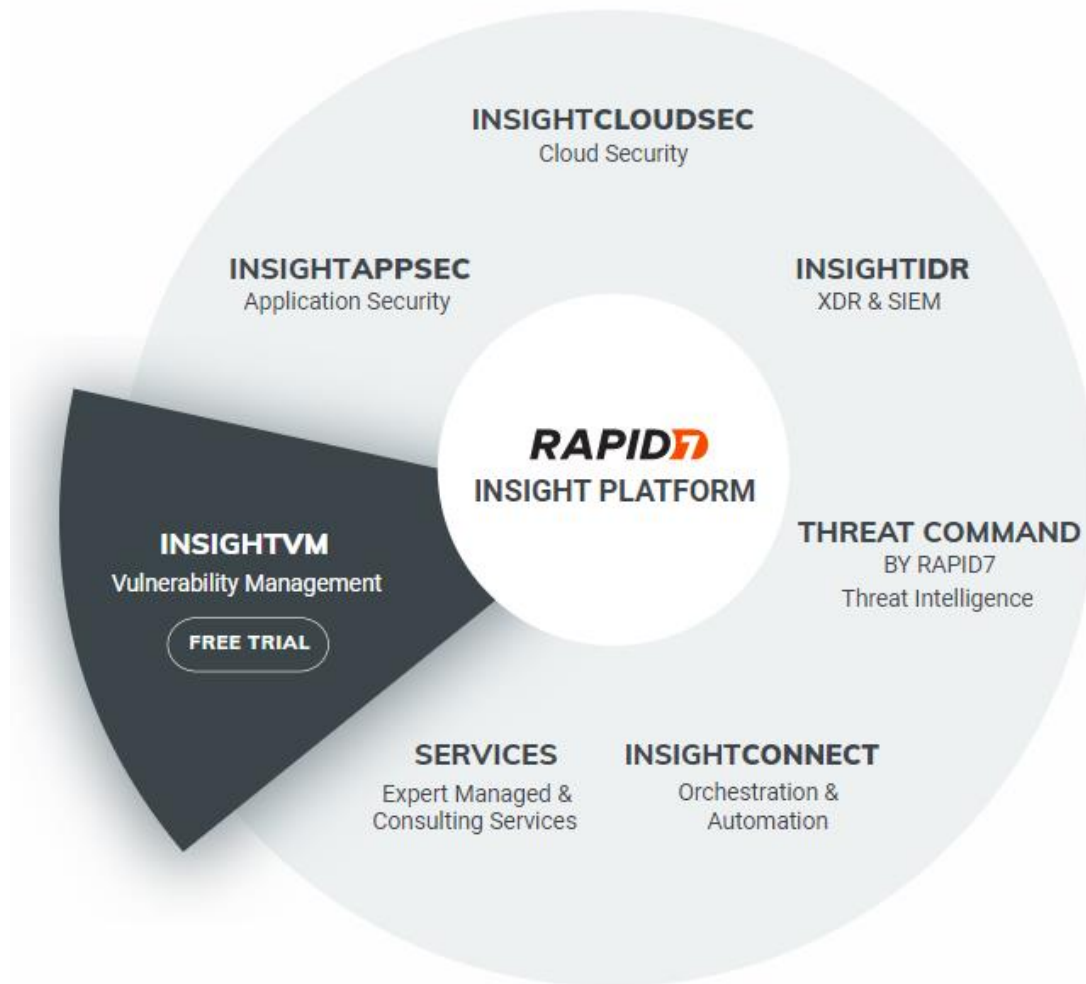 INSIGHTCLOUDSEC
Cloud Security
INSIGHTAPPSEC
Application Security
INSIGHTIDR
XDR & SIEM
RAPID7
INSIGHT PLATFORM
INSIGHTVM
Vulnerability Management
FREE TRIAL
THREAT COMMAND
BY RAPID7
Threat Intelligence
SERVICES
Expert Managed &
Consulting Services
INSIGHTCONNECT
Orchestration &
Automation